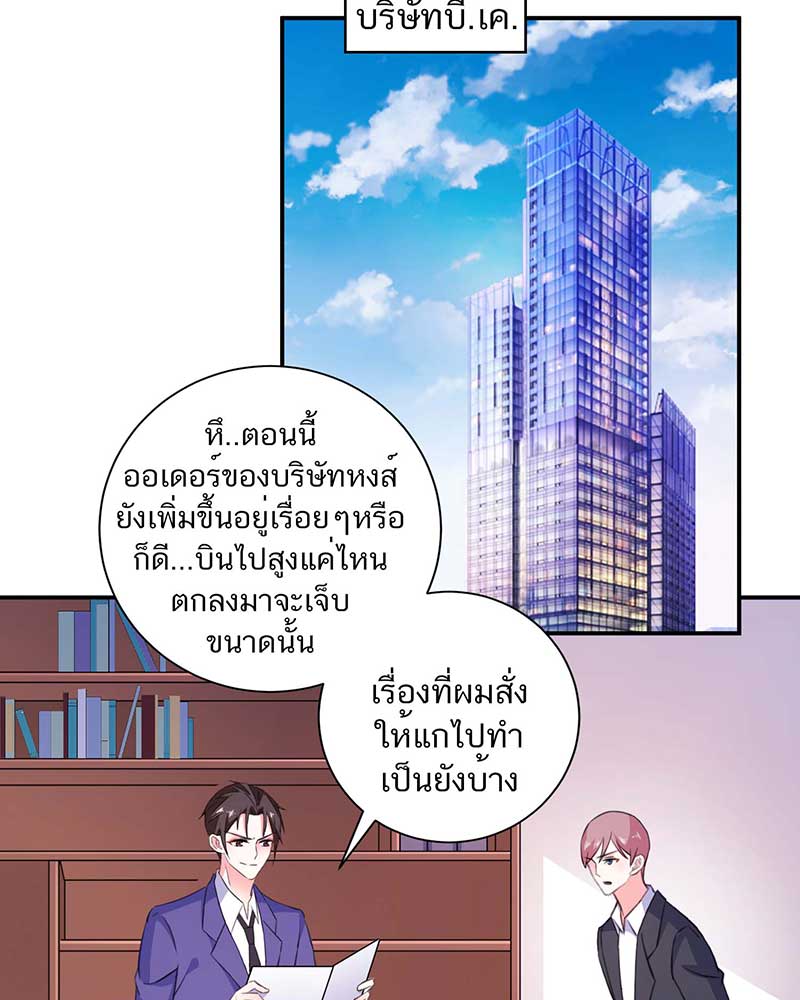 บริษัทบี.เค.
หึ..ตอนนี้
ออเดอร์ของบริษัทหงส์
ยังเพิ่มขึ้นอยู่เรื่อยๆหรือ
ก็ดี...บินไปสูงแค่ไหน
ตกลงมาจะเจ็บ
ขนาดนั้น
เรื่องที่ผมสั่ง
ให้แกไปทำ
เป็นยังบ้าง